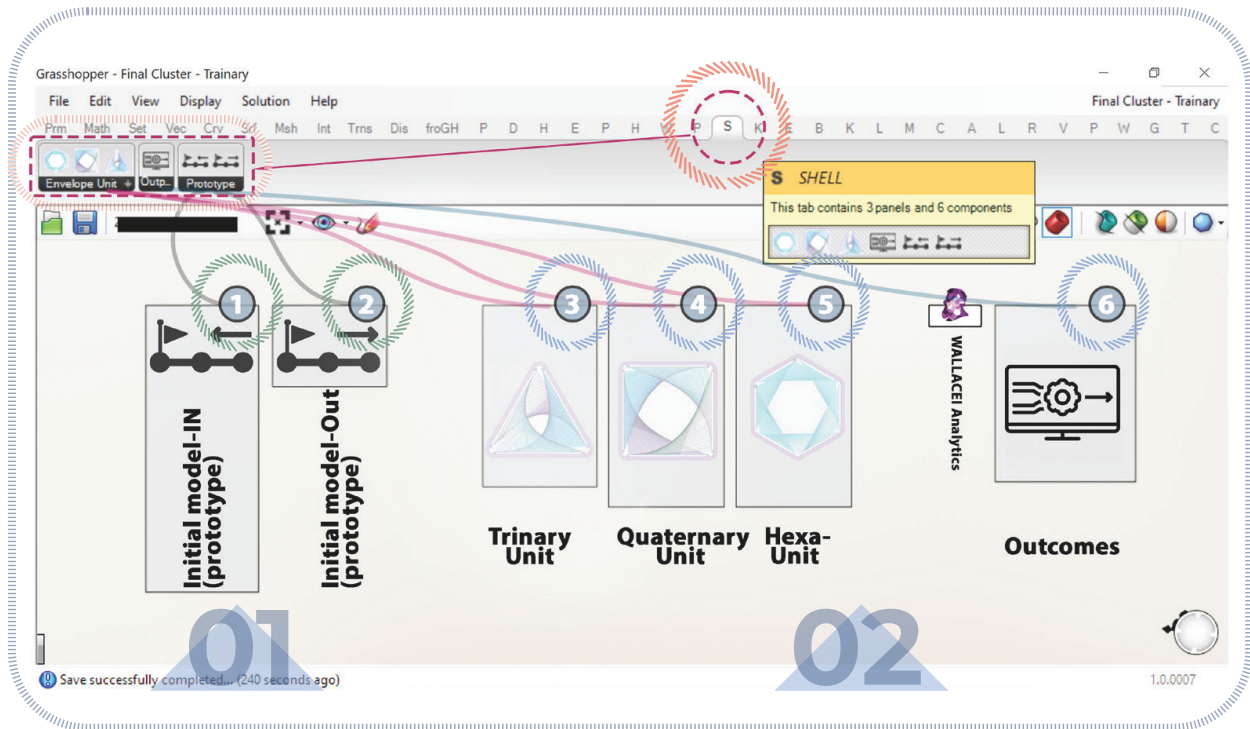 Grasshopper - Final Cluster - Trainary
File Edit View Display Solution Help
Final Cluster - Trainary
Prm Math Set Vec Crv Srf Msh Int Trns Dis froGH P D H E P H W P S K E B K L M C A L R V P W G T C
Envelope Unit + Outp... Prototype
S SHELL
This tab contains 3 panels and 6 components
1
2
3
4
5
6
Initial model-IN
(prototype)
Initial model-Out
(prototype)
Trinary
Unit
Quaternary
Unit
Hexa-
Unit
WALLACEI Analytics
Outcomes
01
02
Save successfully completed... (240 seconds ago)
1.0.0007